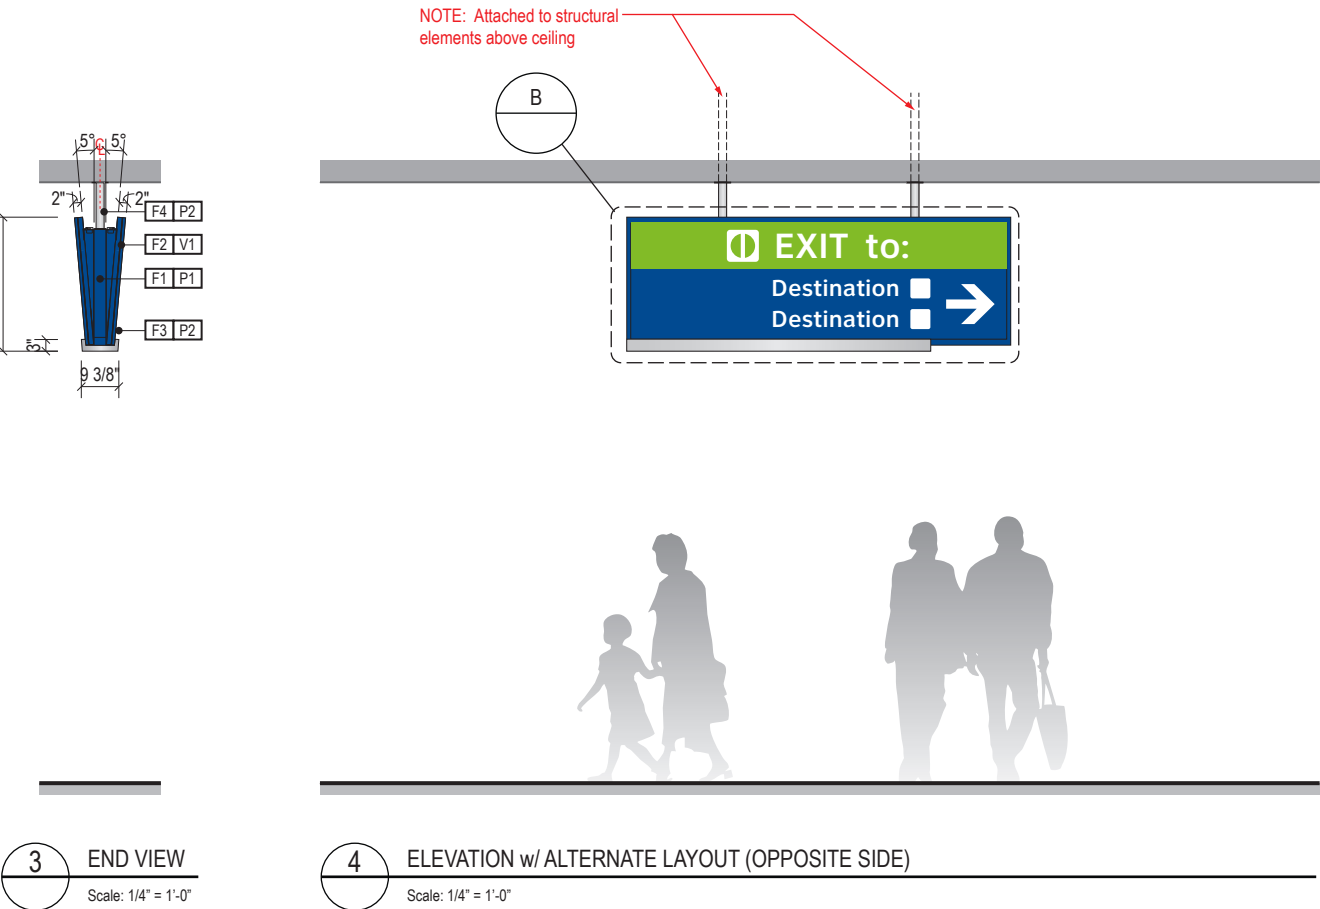 NOTE: Attached to structural
elements above ceiling
B
5° ℄ 5°
2" 2"
F4 P2
F2 V1
F1 P1
F3 P2
3"
9 3/8"
EXIT to:
Destination
Destination
3 END VIEW
Scale: 1/4” = 1’-0”
4 ELEVATION w/ ALTERNATE LAYOUT (OPPOSITE SIDE)
Scale: 1/4” = 1’-0”